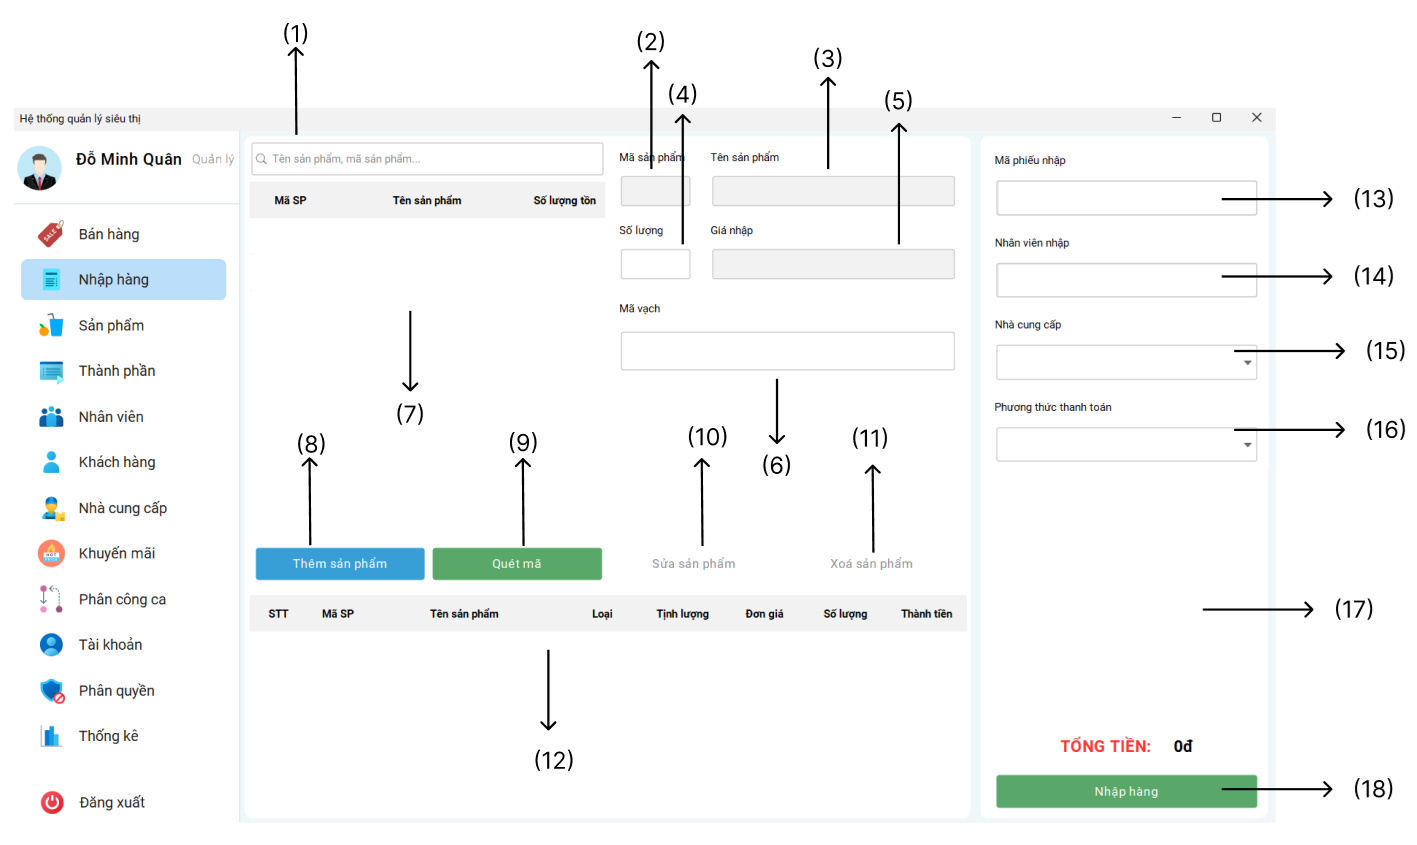 (1)
(2)
(3)
(4)
(5)
Hệ thống quản lý siêu thị
Đỗ Minh Quân Quản lý
Bán hàng
Nhập hàng
Sản phẩm
Thành phần
Nhân viên
Khách hàng
Nhà cung cấp
Khuyến mãi
Phân công ca
Tài khoản
Phân quyền
Thống kê
Đăng xuất
Tên sản phẩm, mã sản phẩm...
Mã SP Tên sản phẩm Số lượng tồn
(7)
(8)
(9)
Thêm sản phẩm
Quét mã
Mã sản phẩm Tên sản phẩm
Số lượng Giá nhập
Mã vạch
(6)
(10)
(11)
Sửa sản phẩm
Xoá sản phẩm
STT Mã SP Tên sản phẩm Loại Tịnh lượng Đơn giá Số lượng Thành tiền
(12)
Mã phiếu nhập
(13)
Nhân viên nhập
(14)
Nhà cung cấp
(15)
Phương thức thanh toán
(16)
(17)
TỔNG TIỀN: 0đ
Nhập hàng
(18)